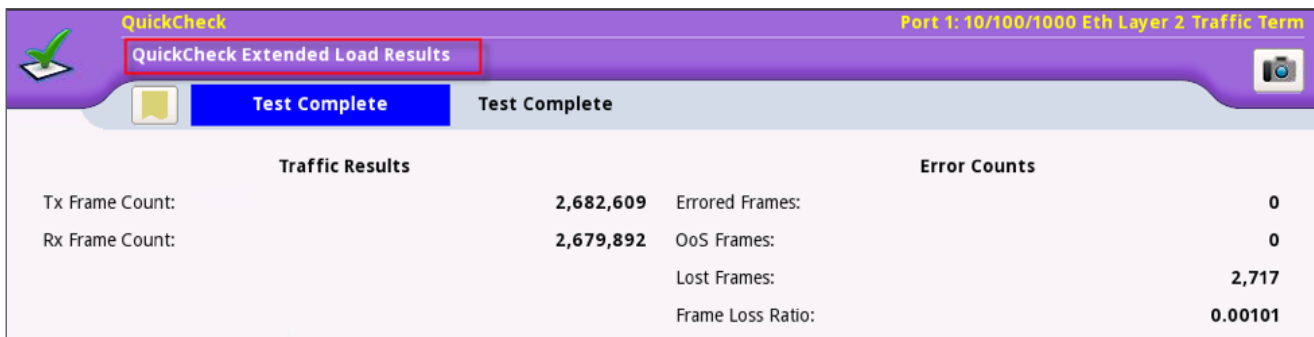 QuickCheck
Port 1: 10/100/1000 Eth Layer 2 Traffic Term
QuickCheck Extended Load Results
Test Complete Test Complete
Traffic Results
Tx Frame Count: 2,682,609
Rx Frame Count: 2,679,892
Error Counts
Errored Frames: 0
OoS Frames: 0
Lost Frames: 2,717
Frame Loss Ratio: 0.00101